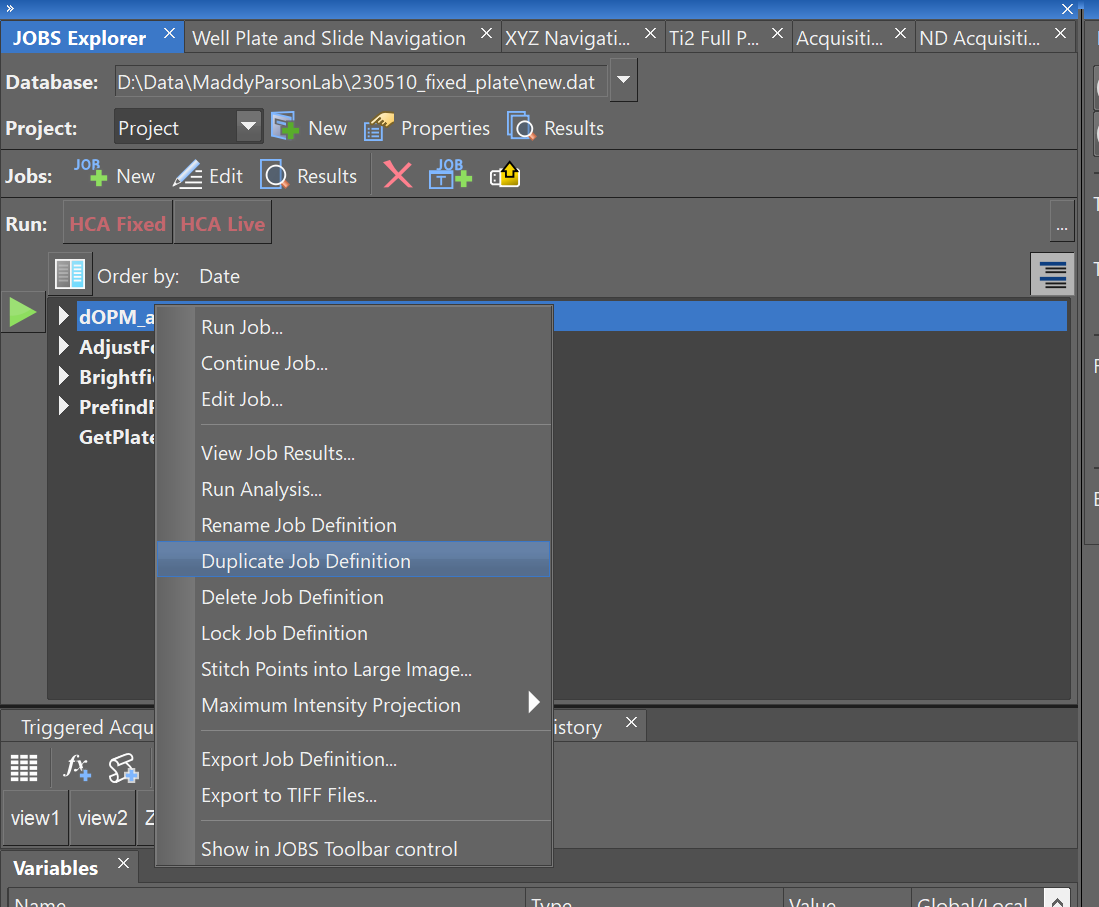 »
JOBS Explorer Well Plate and Slide Navigation XYZ Navigati... Ti2 Full P... Acquisiti... ND Acquisiti...
Database: D:\Data\MaddyParsonLab\230510_fixed_plate\new.dat
Project: Project New Properties Results
Jobs: JOB New Edit Results JOB
Run: HCA Fixed HCA Live ...
Order by: Date
dOPM_a
AdjustFe
Brightfi
PrefindF
GetPlate
Run Job...
Continue Job...
Edit Job...
View Job Results...
Run Analysis...
Rename Job Definition
Duplicate Job Definition
Delete Job Definition
Lock Job Definition
Stitch Points into Large Image...
Maximum Intensity Projection
Export Job Definition...
Export to TIFF Files...
Show in JOBS Toolbar control
Triggered Acqu istory
fx
view1 view2 Z
Variables
Name Type Value Global/Local